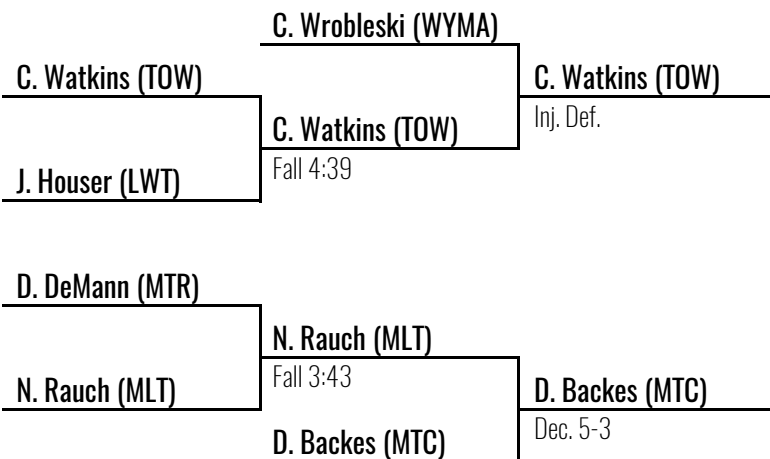 C. Wrobleski (WYMA)
C. Watkins (TOW)
C. Watkins (TOW)
Inj. Def.
C. Watkins (TOW)
Fall 4:39
J. Houser (LWT)
D. DeMann (MTR)
N. Rauch (MLT)
Fall 3:43
N. Rauch (MLT)
D. Backes (MTC)
Dec. 5-3
D. Backes (MTC)